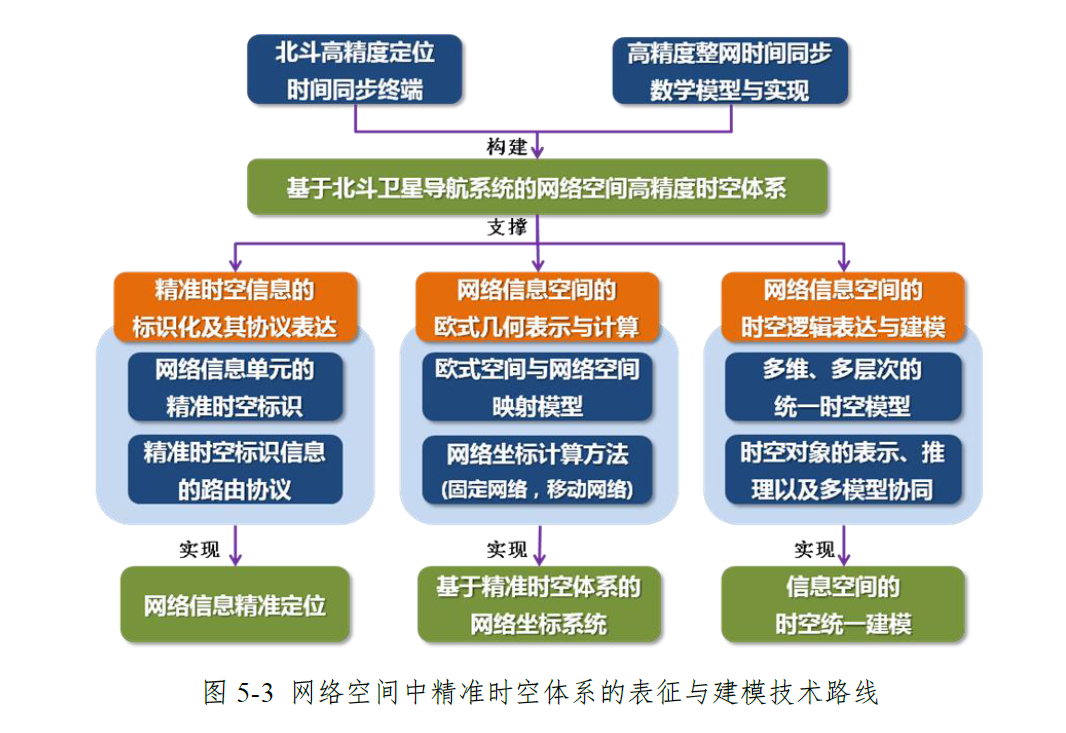 北斗高精度定位
时间同步终端
高精度整网时间同步
数学模型与实现
构建
基于北斗卫星导航系统的网络空间高精度时空体系
支撑
精准时空信息的
标识化及其协议表达
网络信息单元的
精准时空标识
精准时空标识信息
的路由协议
实现
网络信息精准定位
网络信息空间的
欧式几何表示与计算
欧式空间与网络空间
映射模型
网络坐标计算方法
(固定网络，移动网络)
实现
基于精准时空体系的
网络坐标系统
网络信息空间的
时空逻辑表达与建模
多维、多层次的
统一时空模型
时空对象的表示、推
理以及多模型协同
实现
信息空间的
时空统一建模
图 5-3 网络空间中精准时空体系的表征与建模技术路线